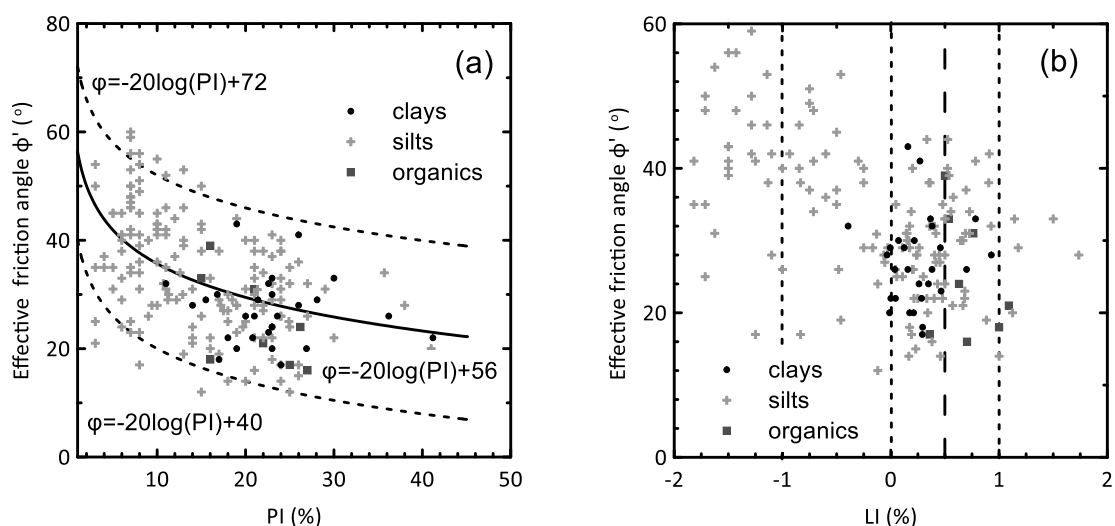 80
60
40
20
0
10
20
30
40
50
PI (%)
Effective friction angle ϕ' (°)
(a)
φ=-20log(PI)+72
clays
silts
organics
φ=-20log(PI)+56
φ=-20log(PI)+40
60
40
20
0
-2
-1
0
1
2
LI (%)
Effective friction angle ϕ' (°)
(b)
clays
silts
organics